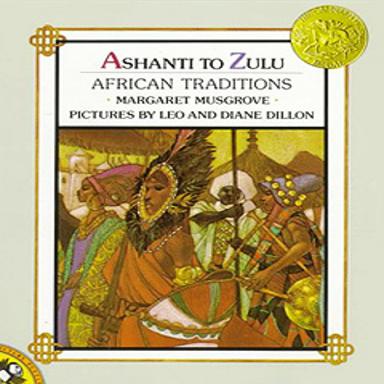 ASHANTI TO ZULU
AFRICAN TRADITIONS
· MARGARET MUSGROVE ·
PICTURES BY LEO AND DIANE DILLON